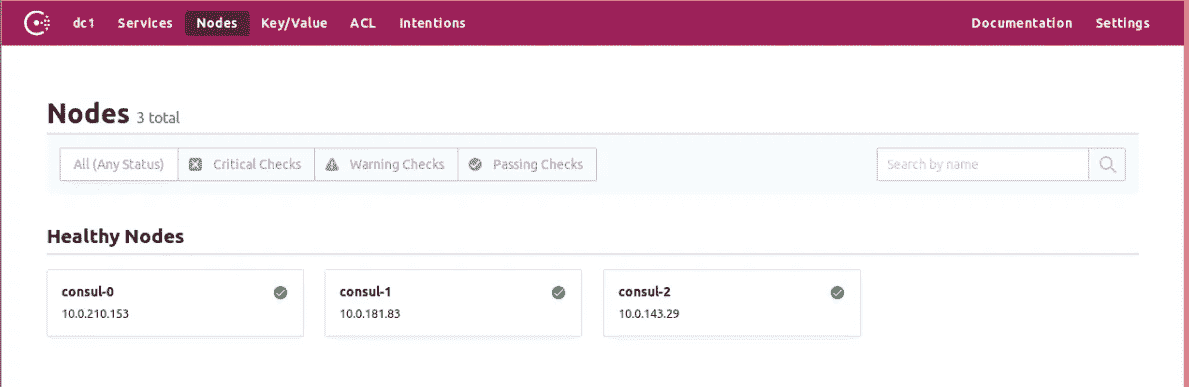 dc1 Services Nodes Key/Value ACL Intentions Documentation Settings
Nodes 3 total
All (Any Status) Critical Checks Warning Checks Passing Checks Search by name
Healthy Nodes
consul-0 consul-1 consul-2
10.0.210.153 10.0.181.83 10.0.143.29